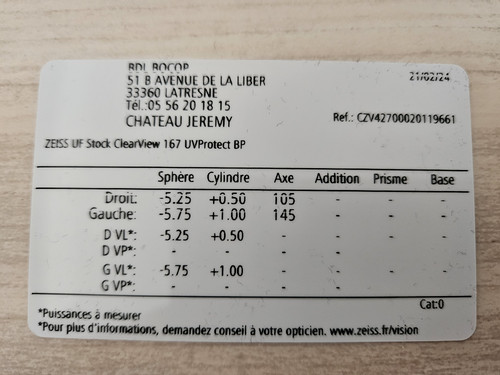 BDL BOCOP
21/02/24
51 B AVENUE DE LA LIBER
33360 LATRESNE
Tél.:05 56 20 18 15
CHATEAU JEREMY
Ref.: CZV42700020119661
ZEISS UF Stock ClearView 167 UVProtect BP
Sphère Cylindre Axe Addition Prisme Base
Droit: -5.25 +0.50 105 - - -
Gauche: -5.75 +1.00 145 - - -
D VL*: -5.25 +0.50 - - - -
D VP*: - - - - -
G VL*: -5.75 +1.00 - - - -
G VP*: - - - - -
Cat:0
*Puissances à mesurer
*Pour plus d'informations, demandez conseil à votre opticien. www.zeiss.fr/vision